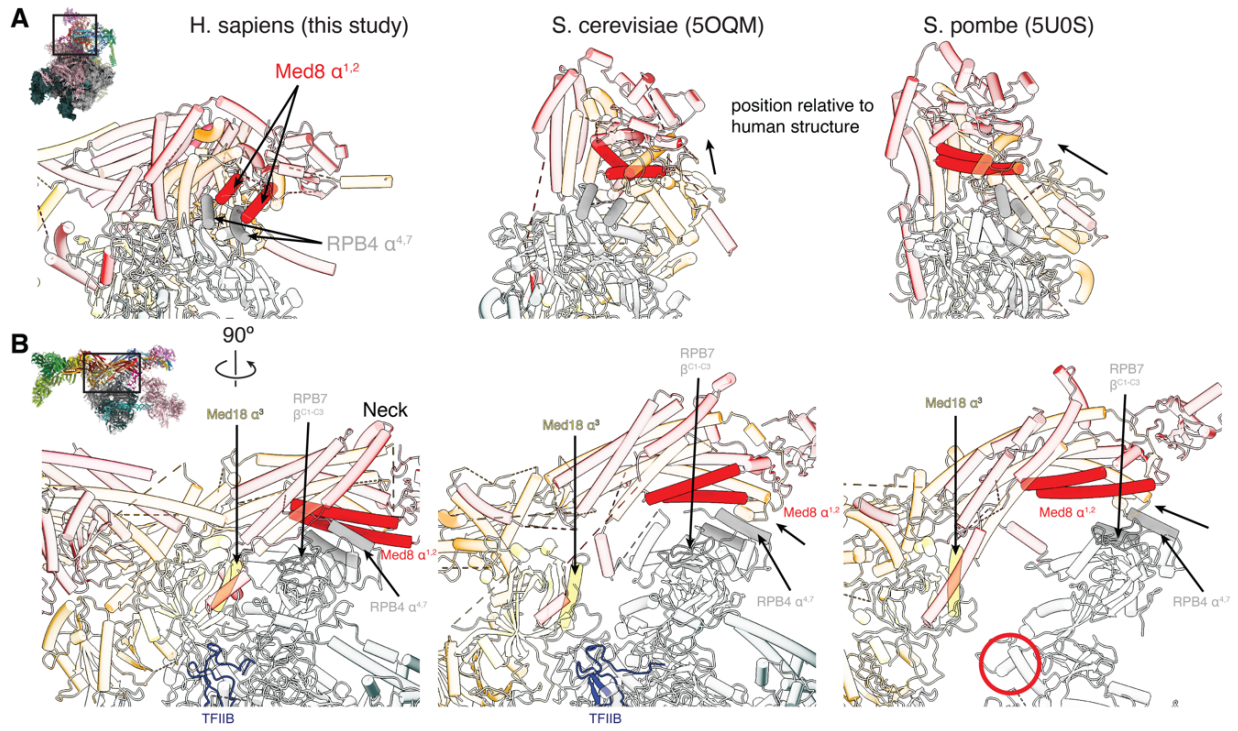 A
H. sapiens (this study)
S. cerevisiae (5OQM)
S. pombe (5U0S)
Med8 α1,2
RPB4 α4,7
position relative to
human structure
B
90º
Med18 α3
RPB7
βC1-C3
Neck
Med8 α1,2
RPB4 α4,7
TFIIB
Med18 α3
RPB7
βC1-C3
Med8 α1,2
RPB4 α4,7
TFIIB
Med18 α3
RPB7
βC1-C3
Med8 α1,2
RPB4 α4,7